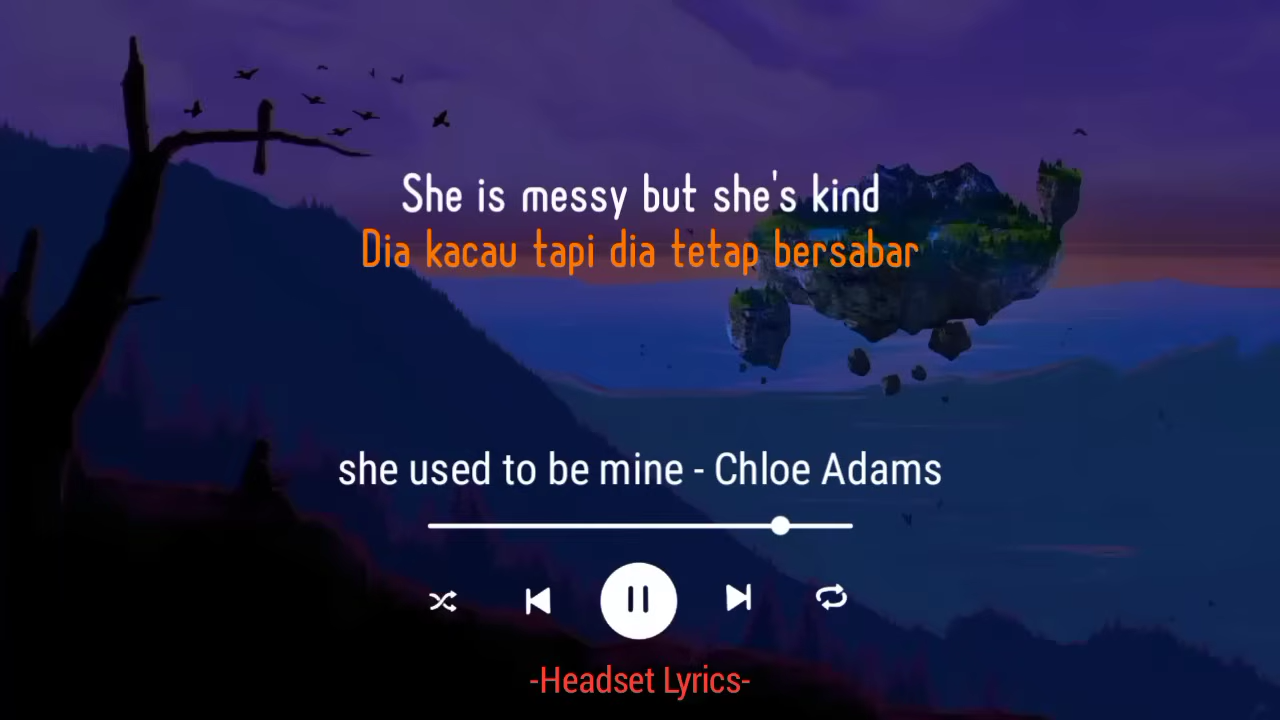 She is messy but she's kind
Dia kacau tapi dia tetap bersabar
she used to be mine - Chloe Adams
-Headset Lyrics-